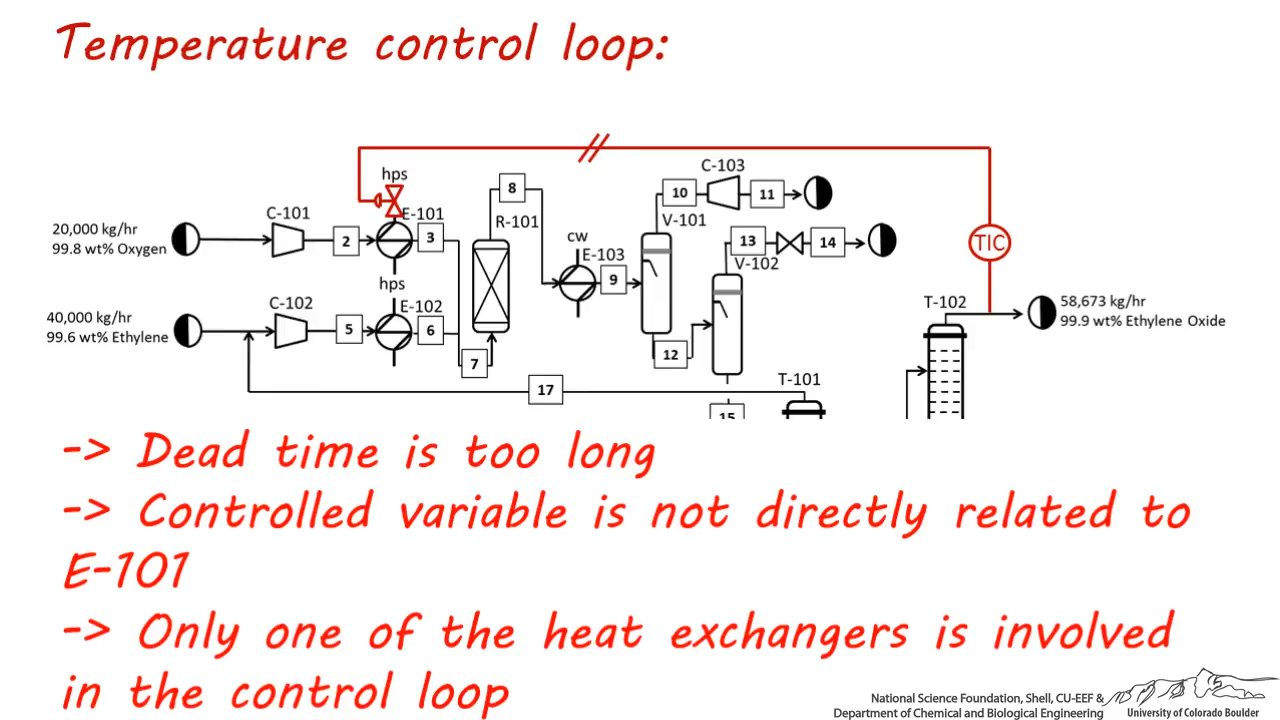 Temperature control loop:
C-103
hps
8
10
11
C-101
E-101
V-101
20,000 kg/hr
99.8 wt% Oxygen
2
3
R-101
cw
13
14
TIC
E-103
V-102
hps
9
C-102
E-102
T-102
58,673 kg/hr
99.9 wt% Ethylene Oxide
40,000 kg/hr
99.6 wt% Ethylene
5
6
7
12
17
T-101
15
-> Dead time is too long
-> Controlled variable is not directly related to
E-101
-> Only one of the heat exchangers is involved
in the control loop
National Science Foundation, Shell, CU-EEF &
Department of Chemical and Biological Engineering
University of Colorado Boulder